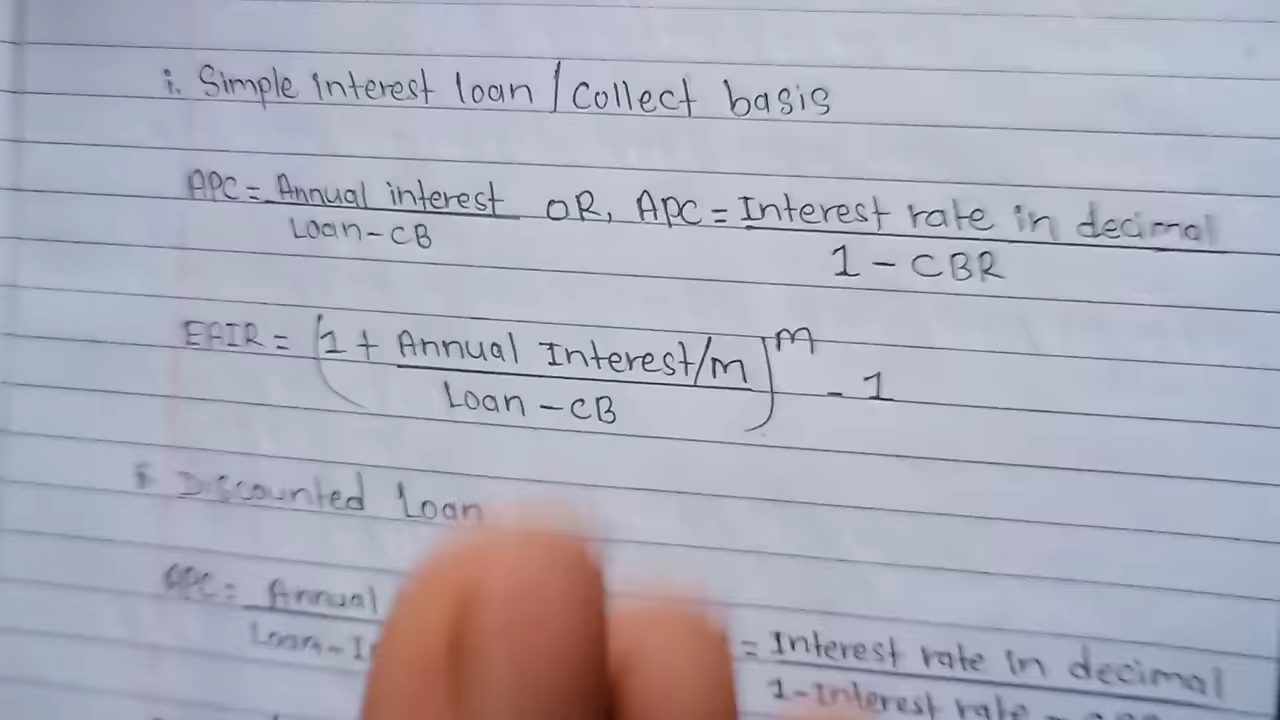 i. Simple interest loan / collect basis
APC = Annual interest OR, APC = Interest rate in decimal
Loan - CB 1 - CBR
EAIR = (1 + Annual Interest/m)^m - 1
Loan - CB
Discounted Loan
APC = Annual = Interest rate in decimal
Loan - 1 - Interest rate -